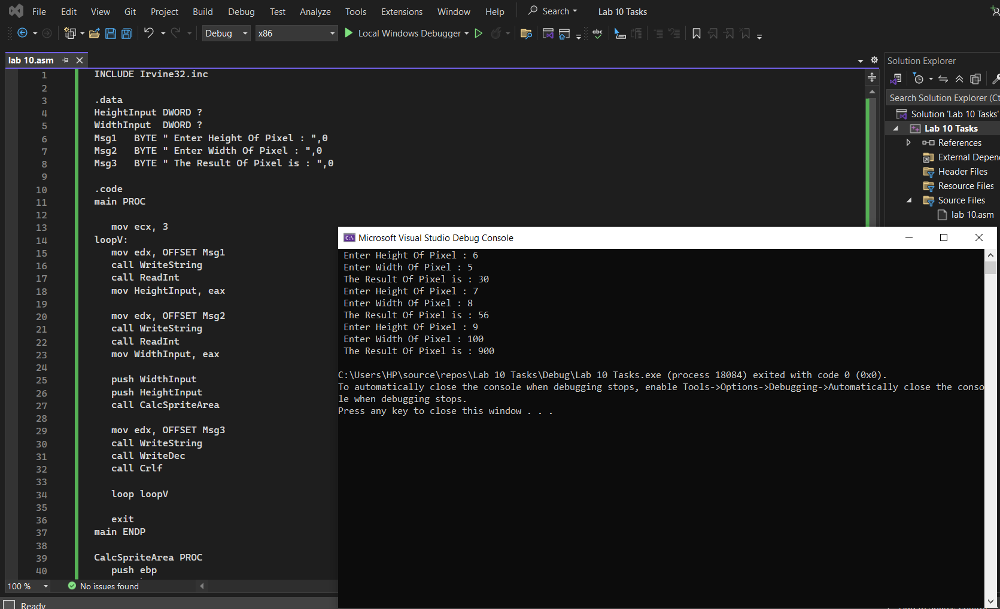 File Edit View Git Project Build Debug Test Analyze Tools Extensions Window Help Search Lab 10 Tasks
Debug x86 Local Windows Debugger abc
lab 10.asm
1 INCLUDE Irvine32.inc
2
3 .data
4 HeightInput DWORD ?
5 WidthInput  DWORD ?
6 Msg1   BYTE " Enter Height Of Pixel : ",0
7 Msg2   BYTE " Enter Width Of Pixel : ",0
8 Msg3   BYTE " The Result Of Pixel is : ",0
9
10 .code
11 main PROC
12
13    mov ecx, 3
14 loopV:
15    mov edx, OFFSET Msg1
16    call WriteString
17    call ReadInt
18    mov HeightInput, eax
19
20    mov edx, OFFSET Msg2
21    call WriteString
22    call ReadInt
23    mov WidthInput, eax
24
25    push WidthInput
26    push HeightInput
27    call CalcSpriteArea
28
29    mov edx, OFFSET Msg3
30    call WriteString
31    call WriteDec
32    call Crlf
33
34    loop loopV
35
36    exit
37 main ENDP
38
39 CalcSpriteArea PROC
40    push ebp
100 % No issues found
Ready
Solution Explorer
Search Solution Explorer (Ct
Solution 'Lab 10 Tasks'
Lab 10 Tasks
References
External Depen
Header Files
Resource Files
Source Files
lab 10.asm
C:\ Microsoft Visual Studio Debug Console
Enter Height Of Pixel : 6
Enter Width Of Pixel : 5
The Result Of Pixel is : 30
Enter Height Of Pixel : 7
Enter Width Of Pixel : 8
The Result Of Pixel is : 56
Enter Height Of Pixel : 9
Enter Width Of Pixel : 100
The Result Of Pixel is : 900
C:\Users\HP\source\repos\Lab 10 Tasks\Debug\Lab 10 Tasks.exe (process 18084) exited with code 0 (0x0).
To automatically close the console when debugging stops, enable Tools->Options->Debugging->Automatically close the conso
le when debugging stops.
Press any key to close this window . . .